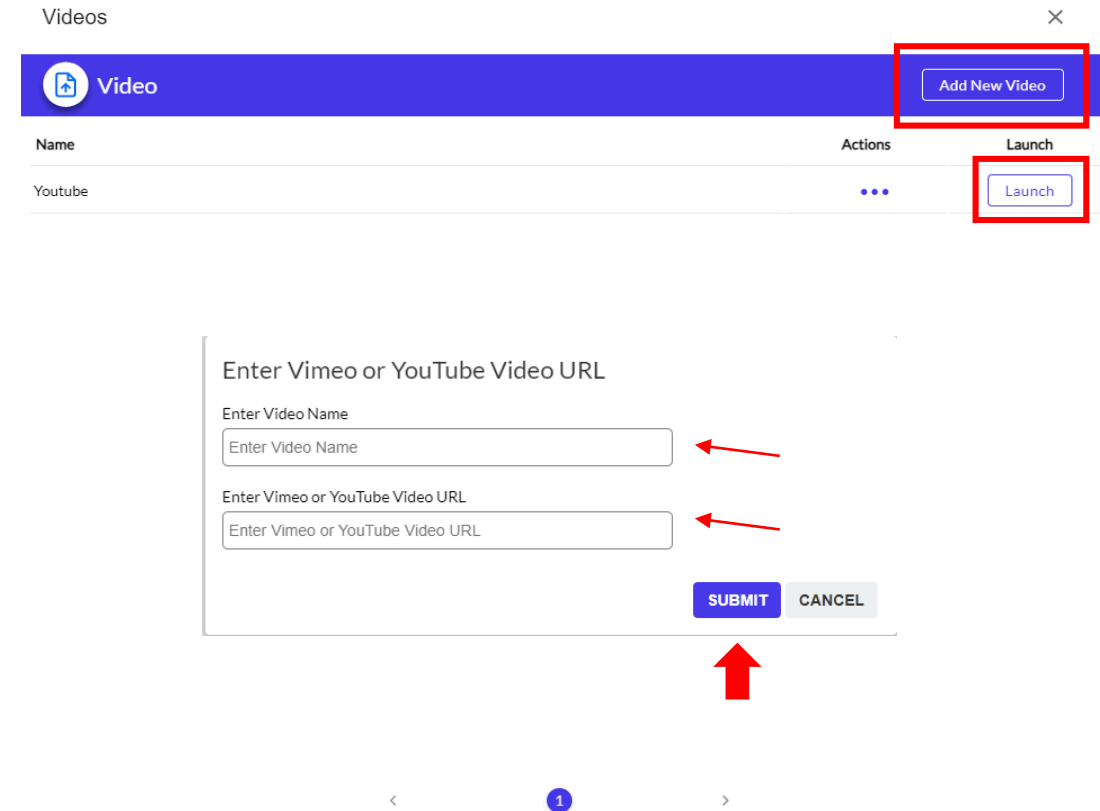 Videos
Video
Add New Video
Name Actions Launch
Youtube Launch
Enter Vimeo or YouTube Video URL
Enter Video Name
Enter Video Name
Enter Vimeo or YouTube Video URL
Enter Vimeo or YouTube Video URL
SUBMIT CANCEL
1